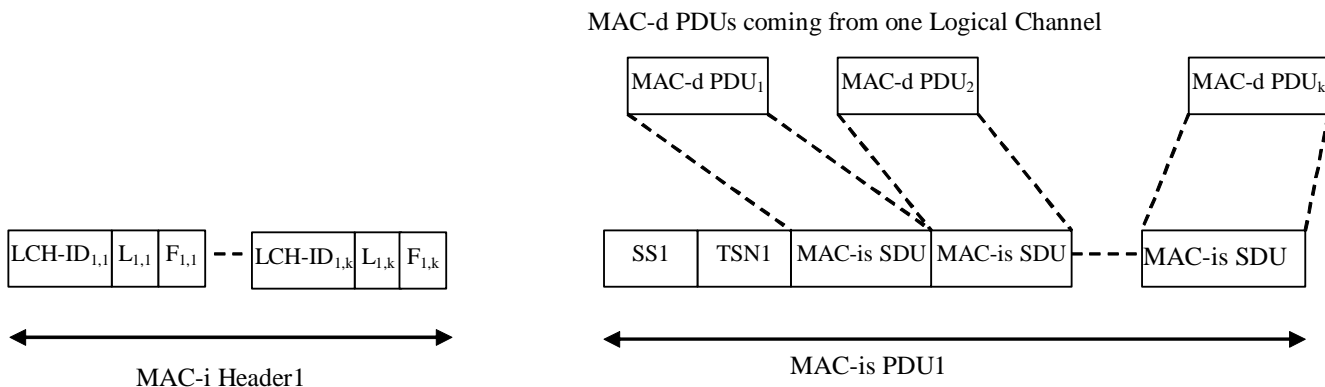 MAC-d PDUs coming from one Logical Channel
MAC-d PDU₁ MAC-d PDU₂ MAC-d PDUₖ
LCH-ID₁,₁ L₁,₁ F₁,₁ LCH-ID₁,ₖ L₁,ₖ F₁,ₖ SS1 TSN1 MAC-is SDU MAC-is SDU MAC-is SDU
MAC-i Header1 MAC-is PDU1